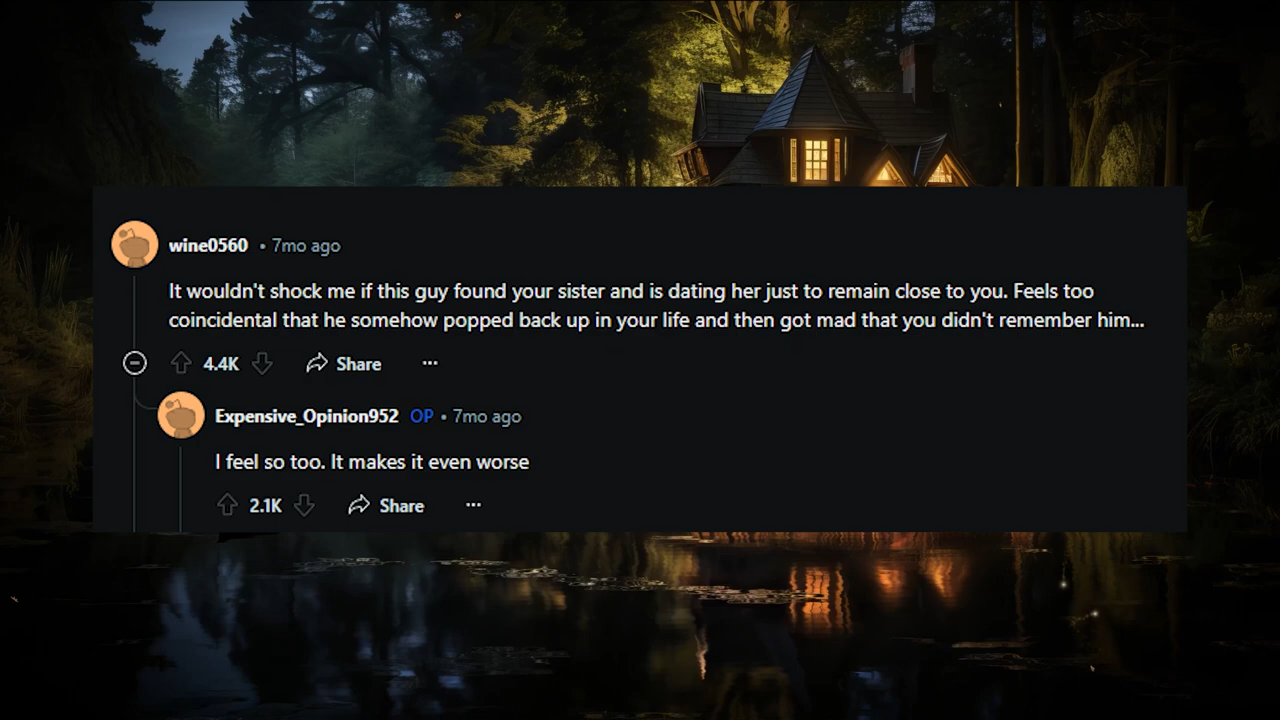 wine0560 • 7mo ago
It wouldn't shock me if this guy found your sister and is dating her just to remain close to you. Feels too
coincidental that he somehow popped back up in your life and then got mad that you didn't remember him...
4.4K Share ...
Expensive_Opinion952 OP • 7mo ago
I feel so too. It makes it even worse
2.1K Share ...